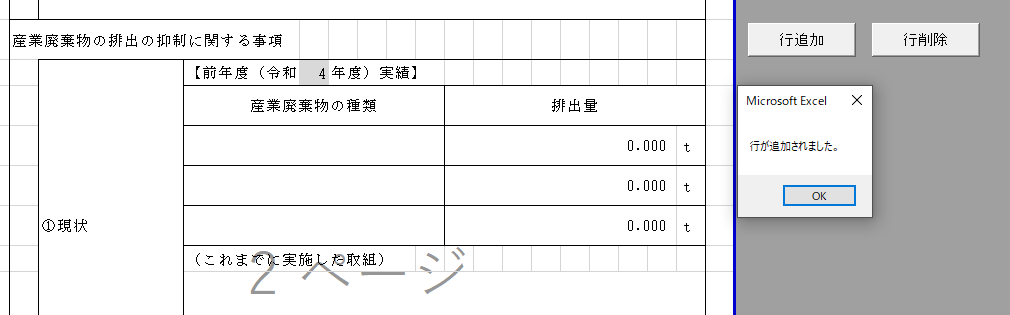 産業廃棄物の排出の抑制に関する事項
行追加
行削除
【前年度（令和 4 年度）実績】
産業廃棄物の種類
排出量
Microsoft Excel
行が追加されました。
OK
0.000 t
0.000 t
0.000 t
①現状
（これまでに実施した取組）
2 ページ